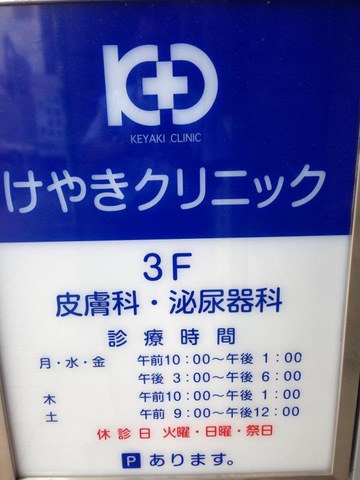 KEYAKI CLINIC
けやきクリニック
3F
皮膚科・泌尿器科
診療時間
月・水・金 午前10:00〜午後 1:00
午後 3:00〜午後 6:00
木 午前10:00〜午後 1:00
土 午前 9:00〜午後12:00
休診日 火曜・日曜・祭日
P あります。